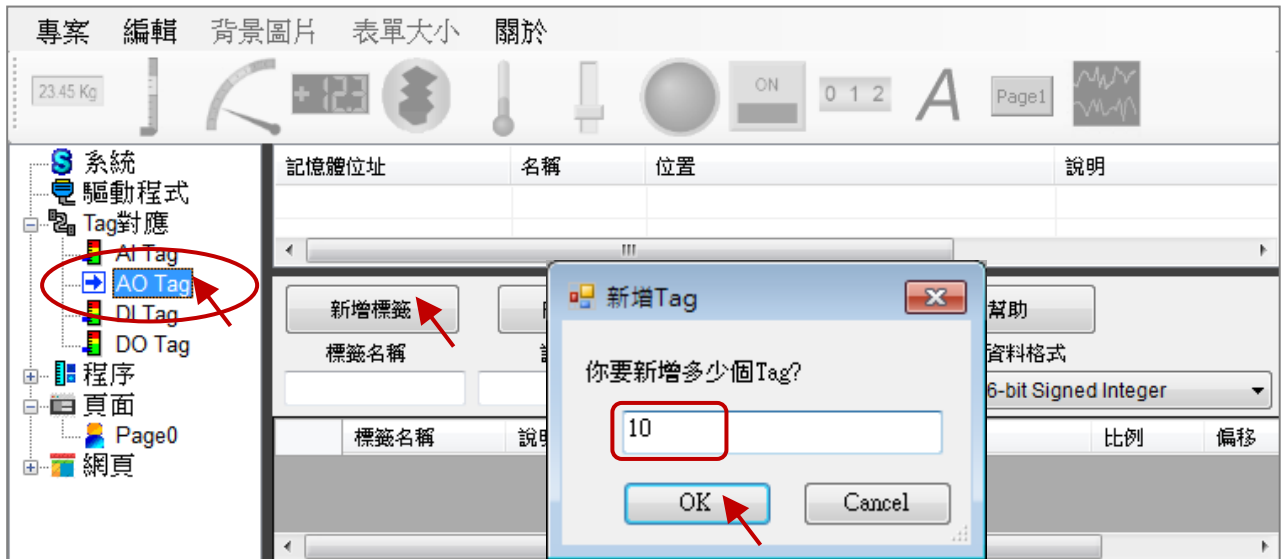 專案 編輯 背景圖片 表單大小 關於
23.45 Kg +12.3 ON 0 1 2 A Page1
系統
驅動程式
Tag對應
AI Tag
AO Tag
DI Tag
DO Tag
程序
頁面
Page0
網頁
記憶體位址 名稱 位置 說明
新增標籤 幫助
標籤名稱 資料格式
6-bit Signed Integer
標籤名稱 說明 比例 偏移
新增Tag
你要新增多少個Tag?
10
OK Cancel